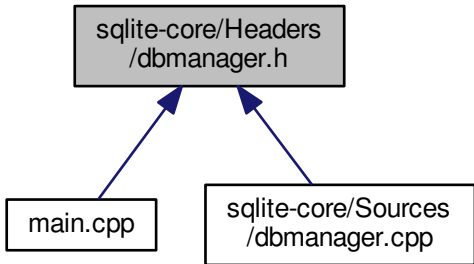 sqlite-core/Headers
/dbmanager.h
main.cpp
sqlite-core/Sources
/dbmanager.cpp